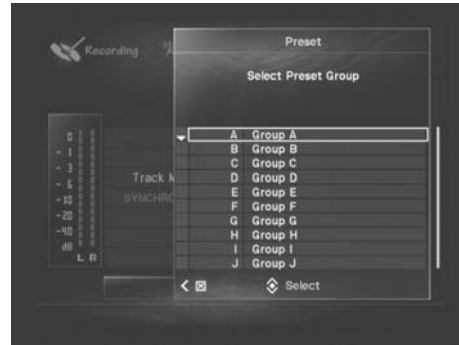 Recording
Preset
Select Preset Group
A Group A
B Group B
C Group C
D Group D
E Group E
F Group F
G Group G
H Group H
I Group I
J Group J
Select
Track
SYNCHRO
0
- 1
- 3
- 6
-10
-20
-40
dB
L R